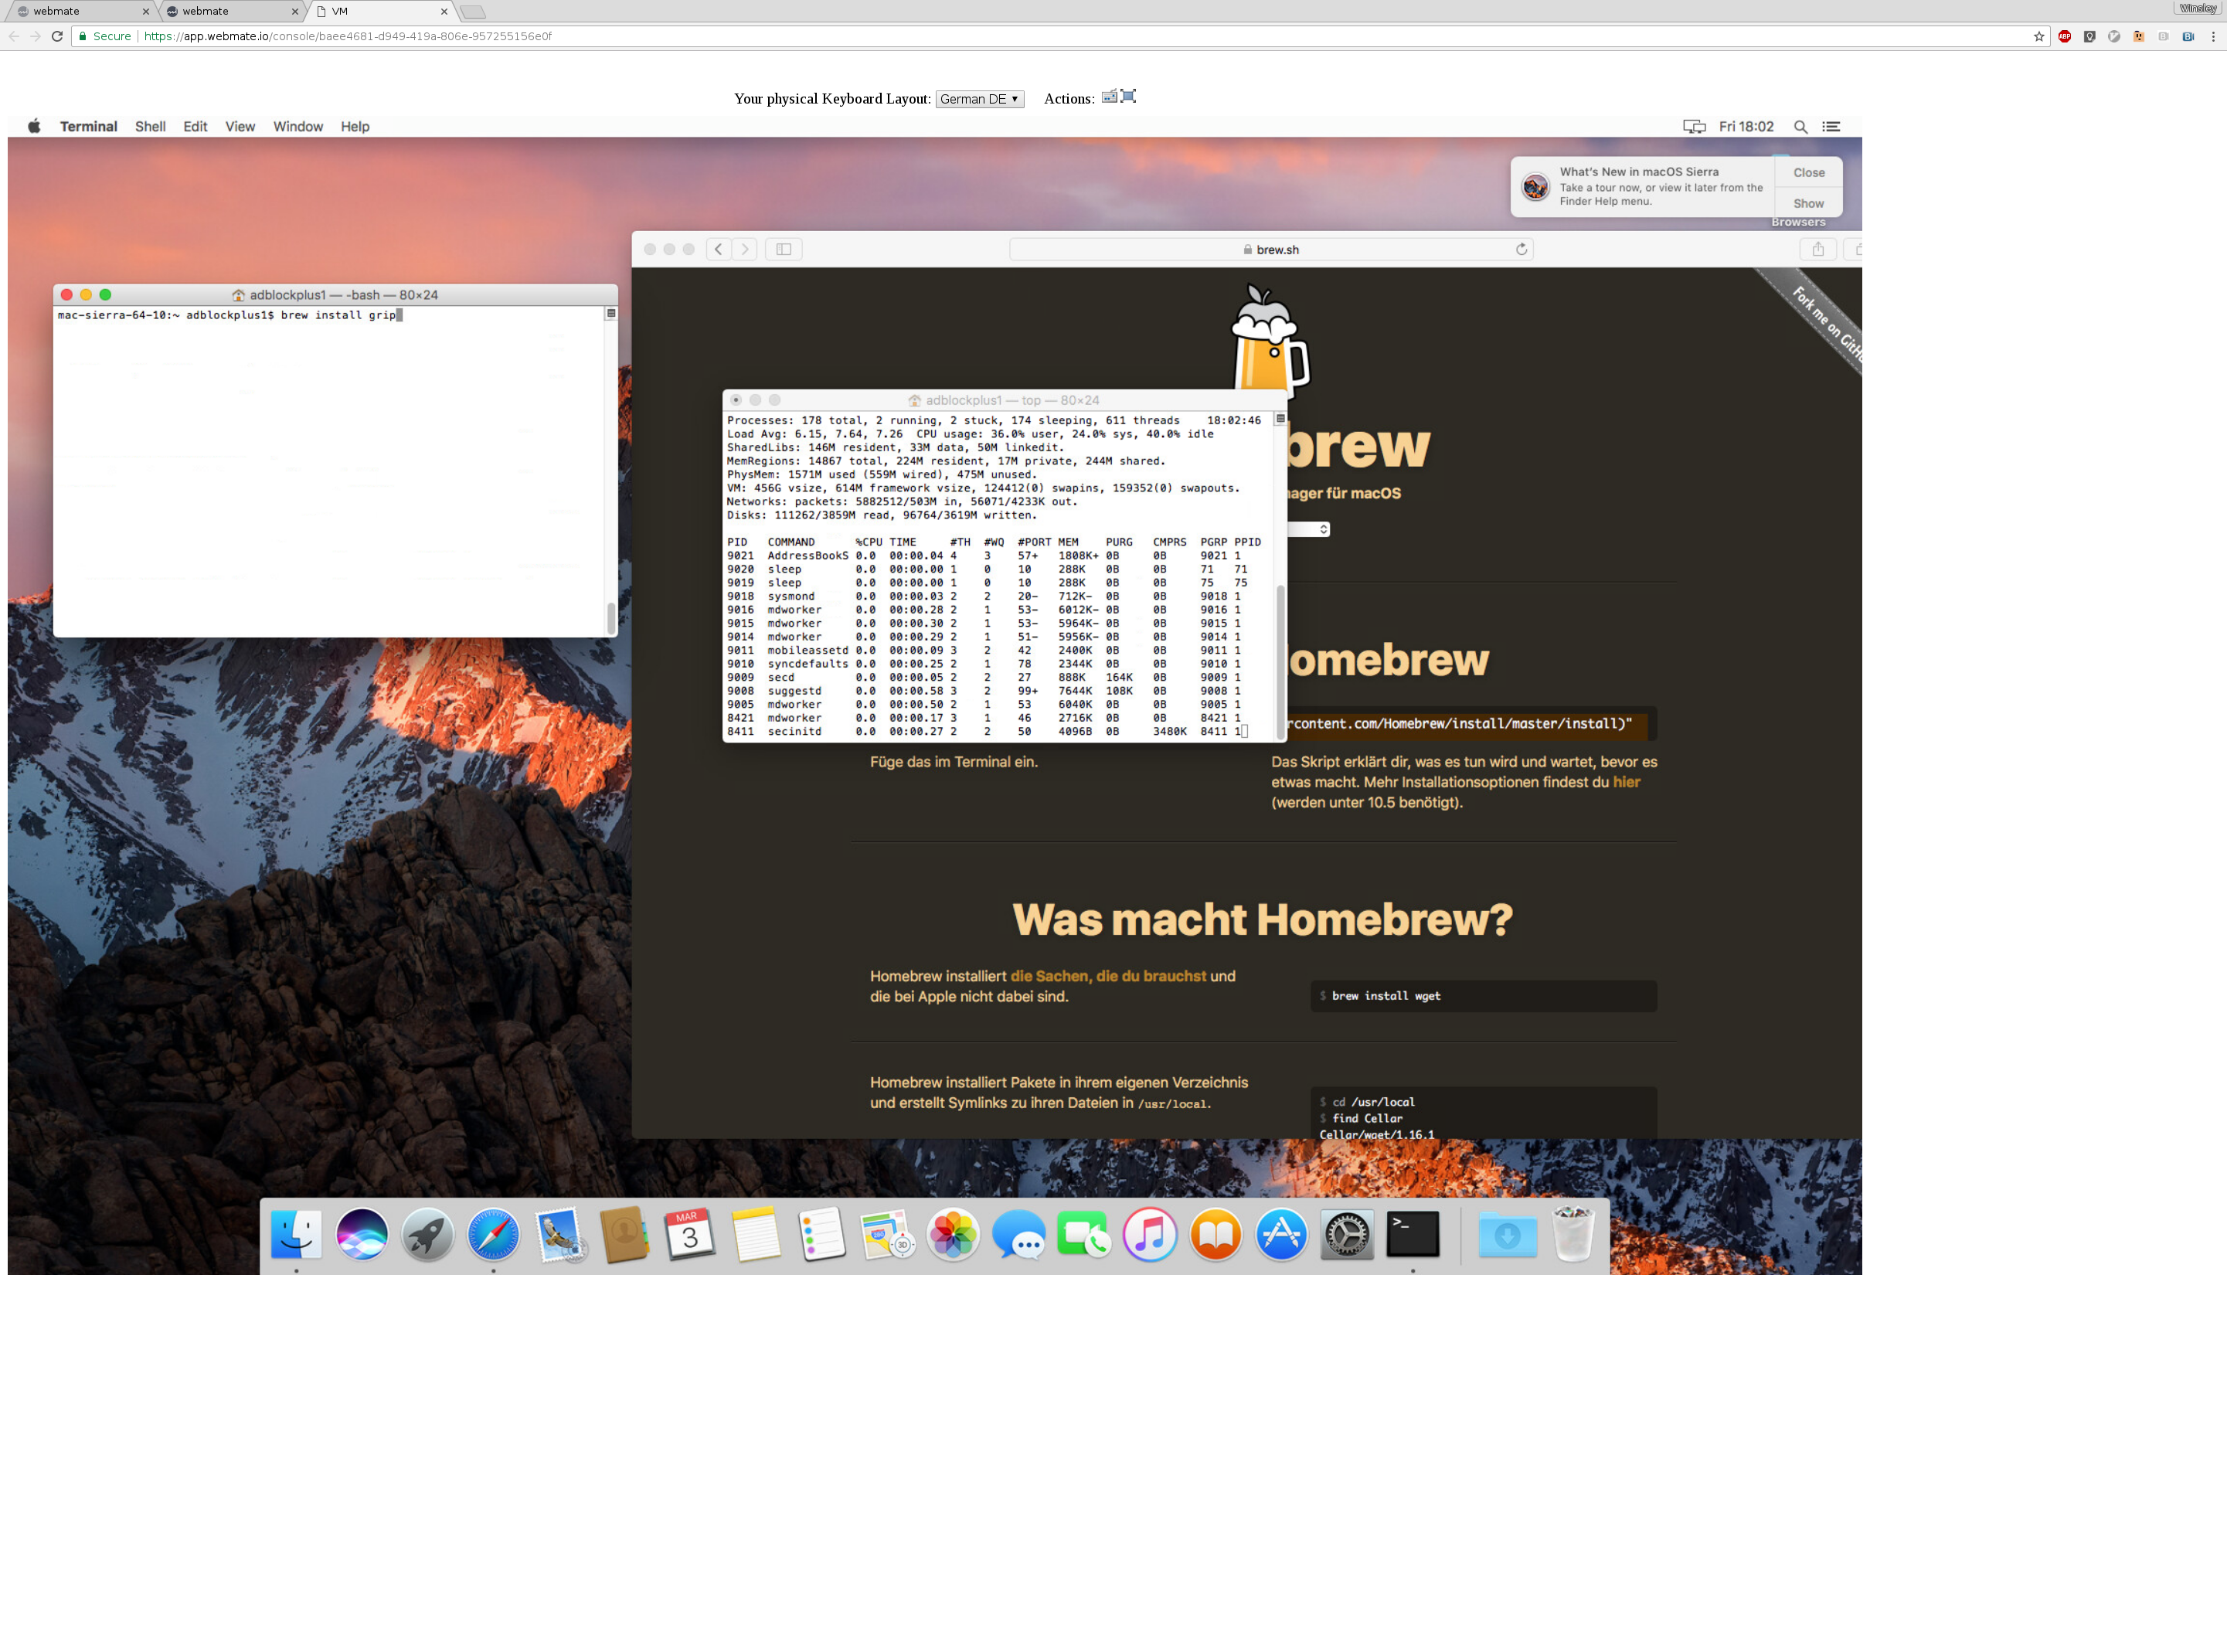 webmate
webmate
VM
Winsley
Secure https://app.webmate.io/console/baee4681-d949-419a-806e-957255156e0f
ABP
Your physical Keyboard Layout: German DE Actions:
Terminal Shell Edit View Window Help
Fri 18:02
What's New in macOS Sierra
Take a tour now, or view it later from the
Finder Help menu.
Close
Show
Browsers
brew.sh
Fork me on GitH
adblockplus1 — -bash — 80×24
mac-sierra-64-10:~ adblockplus1$ brew install grip
adblockplus1 — top — 80×24
Processes: 178 total, 2 running, 2 stuck, 174 sleeping, 611 threads 18:02:46
Load Avg: 6.15, 7.64, 7.26 CPU usage: 36.0% user, 24.0% sys, 40.0% idle
SharedLibs: 146M resident, 33M data, 50M linkedit.
MemRegions: 14867 total, 224M resident, 17M private, 244M shared.
PhysMem: 1571M used (559M wired), 475M unused.
VM: 456G vsize, 614M framework vsize, 124412(0) swapins, 159352(0) swapouts.
Networks: packets: 5882512/503M in, 56071/4233K out.
Disks: 111262/3859M read, 96764/3619M written.
PID COMMAND %CPU TIME #TH #WQ #PORT MEM PURG CMPRS PGRP PPID
9021 AddressBookS 0.0 00:00.04 4 3 57+ 1808K+ 0B 0B 9021 1
9020 sleep 0.0 00:00.00 1 0 10 288K 0B 0B 71 71
9019 sleep 0.0 00:00.00 1 0 10 288K 0B 0B 75 75
9018 sysmond 0.0 00:00.03 2 2 20- 712K- 0B 0B 9018 1
9016 mdworker 0.0 00:00.28 2 1 53- 6012K- 0B 0B 9016 1
9015 mdworker 0.0 00:00.30 2 1 53- 5964K- 0B 0B 9015 1
9014 mdworker 0.0 00:00.29 2 1 51- 5956K- 0B 0B 9014 1
9011 mobileassetd 0.0 00:00.09 3 2 42 2400K 0B 0B 9011 1
9010 syncdefaults 0.0 00:00.25 2 1 78 2344K 0B 0B 9010 1
9009 secd 0.0 00:00.05 2 2 27 888K 164K 0B 9009 1
9008 suggestd 0.0 00:00.58 3 2 99+ 7644K 108K 0B 9008 1
9005 mdworker 0.0 00:00.50 2 1 53 6040K 0B 0B 9005 1
8421 mdworker 0.0 00:00.17 3 1 46 2716K 0B 0B 8421 1
8411 secinitd 0.0 00:00.27 2 2 50 4096B 0B 3480K 8411 1
brew
ager für macOS
omebrew
rcontent.com/Homebrew/install/master/install)"
Füge das im Terminal ein.
Das Skript erklärt dir, was es tun wird und wartet, bevor es
etwas macht. Mehr Installationsoptionen findest du hier
(werden unter 10.5 benötigt).
Was macht Homebrew?
Homebrew installiert die Sachen, die du brauchst und
die bei Apple nicht dabei sind.
$ brew install wget
Homebrew installiert Pakete in ihrem eigenen Verzeichnis
und erstellt Symlinks zu ihren Dateien in /usr/local.
$ cd /usr/local
$ find Cellar
Cellar/wget/1.16.1
MAR
3
3D
>_